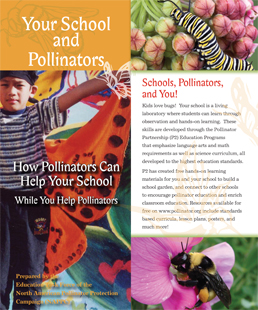 Your School
and
Pollinators
How Pollinators Can
Help Your School
While You Help Pollinators
Prepared by the
Education
North American Protection
Campaign
Schools, Pollinators,
and You!
Kids love bugs! Your school is a living
laboratory where students can learn through
observation and hands-on learning. These
skills are developed through the Pollinator
Partnership (P2) Education Programs
that emphasize language arts and math
requirements as well as science curriculum, all
developed to the highest education standards.
P2 has created free hands-on learning
materials for you and your school to build a
school garden, and connect to other schools
to encourage pollinator education and enrich
classroom education. Resources available for
free on www.pollinator.org include standards
based curricula, lesson plans, posters, and
much more!